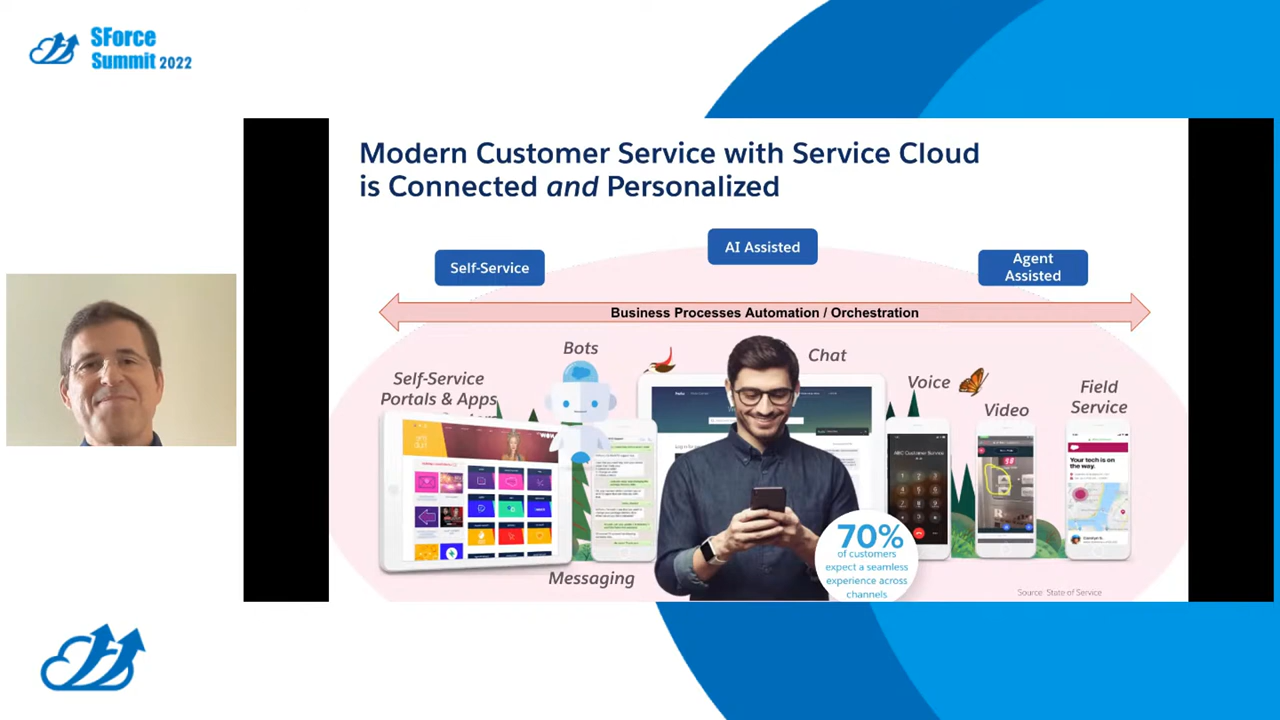 SForce
Summit 2022
Modern Customer Service with Service Cloud
is Connected and Personalized
AI Assisted
Self-Service
Agent
Assisted
Business Processes Automation / Orchestration
Bots
Chat
Self-Service
Portals & Apps
Voice
Video
Field
Service
ABC Customer Service
Your tech is on
the way.
Messaging
70%
of customers
expect a seamless
experience across
channels
Source: State of Service